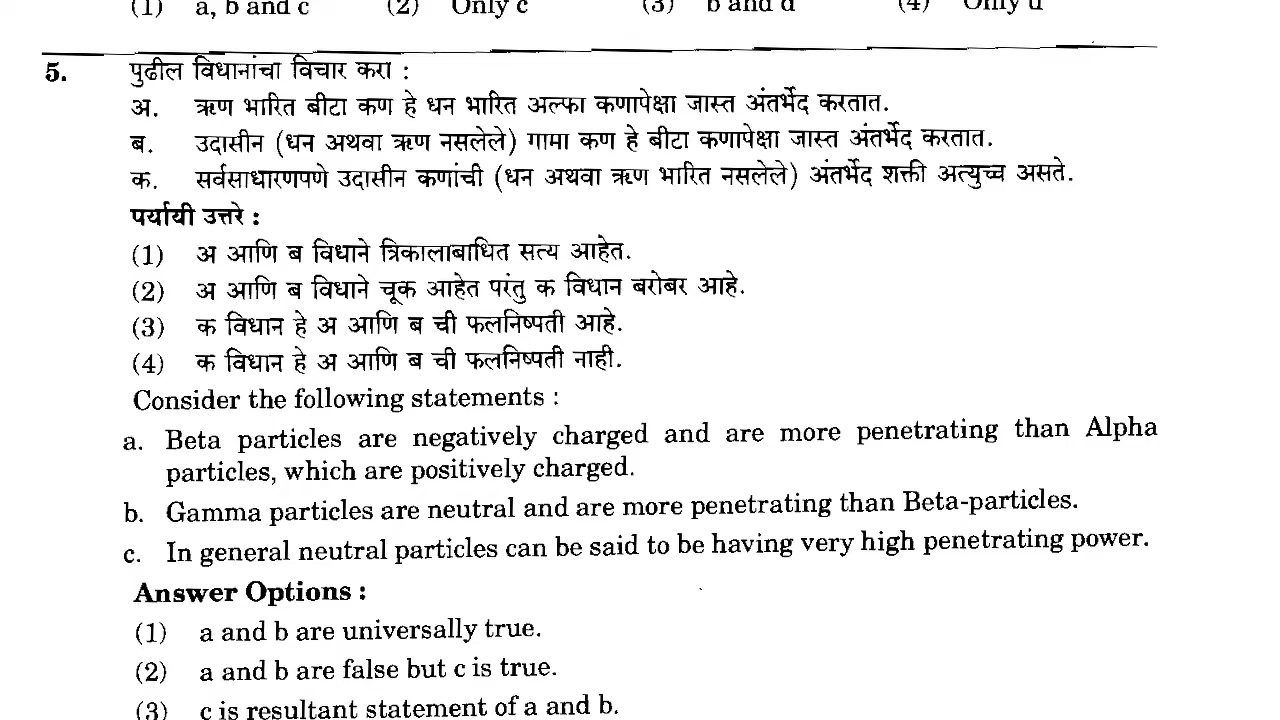 (1) a, b and c (2) Only c (3) b and d (4) Only d
5. पुढील विधानांचा विचार करा :
अ. ऋण भारित बीटा कण हे धन भारित अल्फा कणापेक्षा जास्त अंतर्भेद करतात.
ब. उदासीन (धन अथवा ऋण नसलेले) गामा कण हे बीटा कणापेक्षा जास्त अंतर्भेद करतात.
क. सर्वसाधारणपणे उदासीन कणांची (धन अथवा ऋण भारित नसलेले) अंतर्भेद शक्ती अत्युच्च असते.
पर्यायी उत्तरे :
(1) अ आणि ब विधाने त्रिकालाबाधित सत्य आहेत.
(2) अ आणि ब विधाने चूक आहेत परंतु क विधान बरोबर आहे.
(3) क विधान हे अ आणि ब ची फलनिष्पती आहे.
(4) क विधान हे अ आणि ब ची फलनिष्पती नाही.
Consider the following statements :
a. Beta particles are negatively charged and are more penetrating than Alpha
particles, which are positively charged.
b. Gamma particles are neutral and are more penetrating than Beta-particles.
c. In general neutral particles can be said to be having very high penetrating power.
Answer Options :
(1) a and b are universally true.
(2) a and b are false but c is true.
(3) c is resultant statement of a and b.